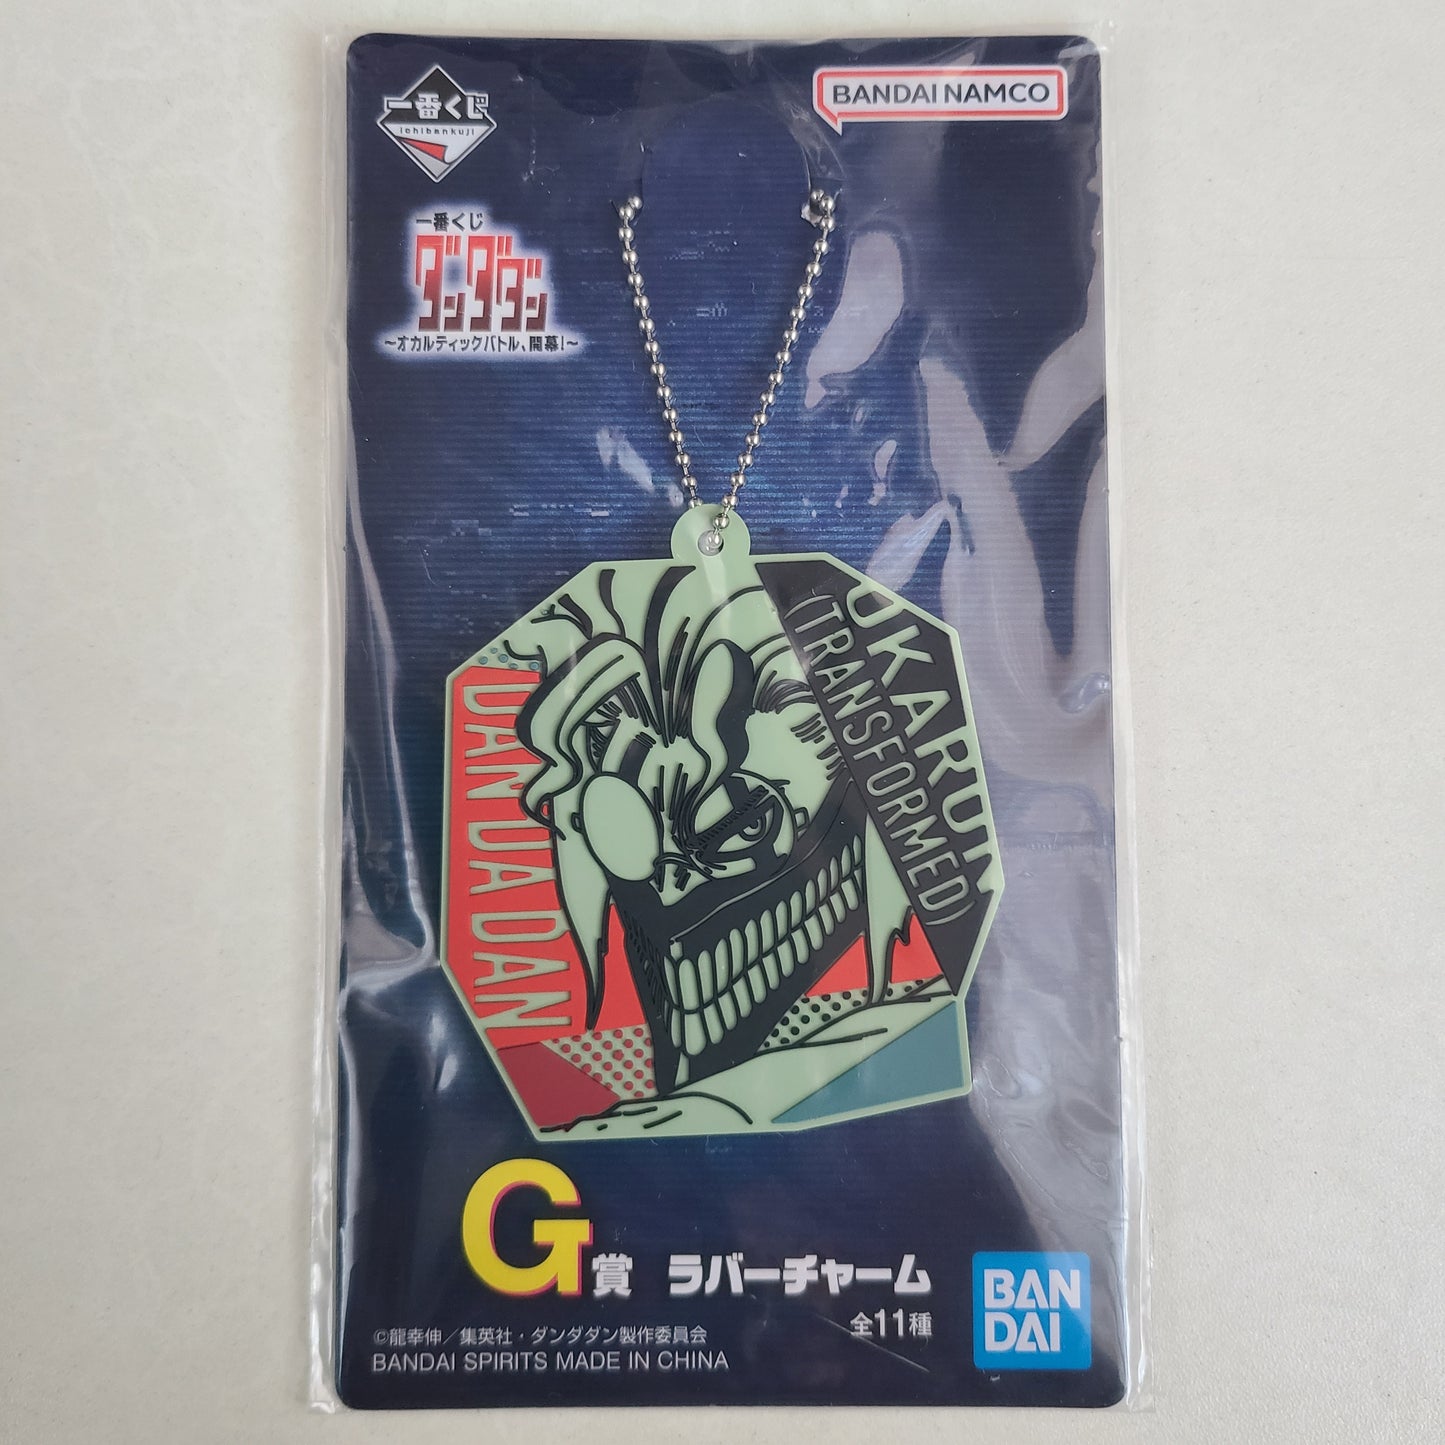 一番くじ
ichibankuji
BANDAI NAMCO
一番くじ
ダンダダン
～オカルティックバトル、開幕!～
OKARUN
(TRANSFORMED)
DAN DA DAN
G賞 ラバーチャーム
全11種
©龍幸伸／集英社・ダンダダン製作委員会
BANDAI SPIRITS MADE IN CHINA
BAN
DAI